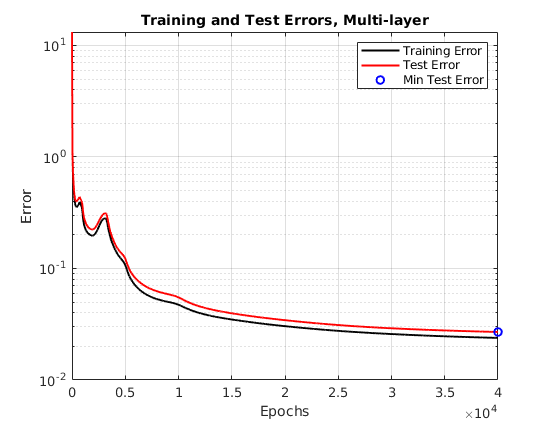 Training and Test Errors, Multi-layer
Training Error
Test Error
Min Test Error
Error
10^1
10^0
10^-1
10^-2
0 0.5 1 1.5 2 2.5 3 3.5 4
×10^4
Epochs